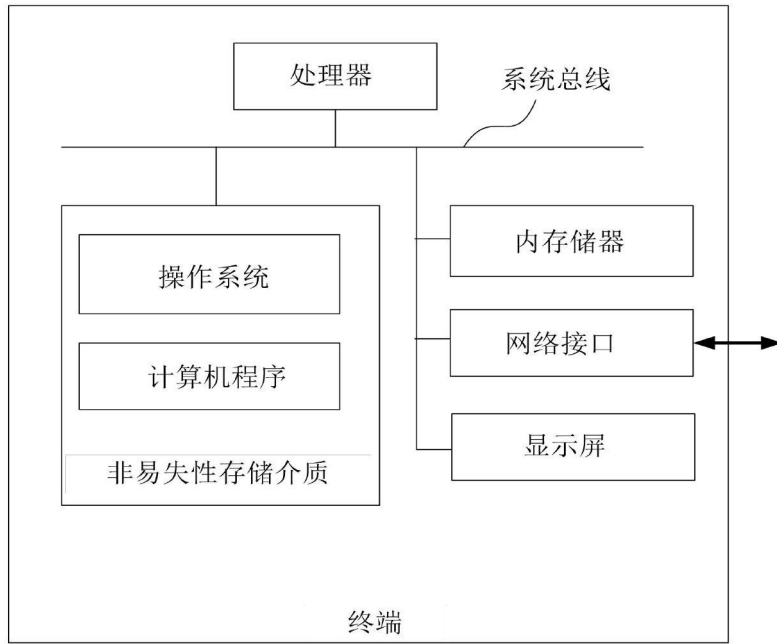 处理器
系统总线
操作系统
内存储器
计算机程序
网络接口
非易失性存储介质
显示屏
终端